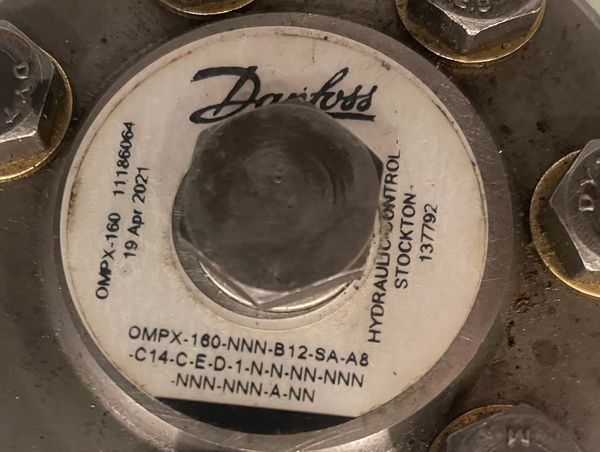 Danfoss
OMPX-160 11186064
19 Apr 2021
HYDRAULIC CONTROL
STOCKTON
137792
OMPX-160-NNN-B12-SA-A8
-C14-C-E-D-1-N-N-NN-NNN
-NNN-NNN-A-NN